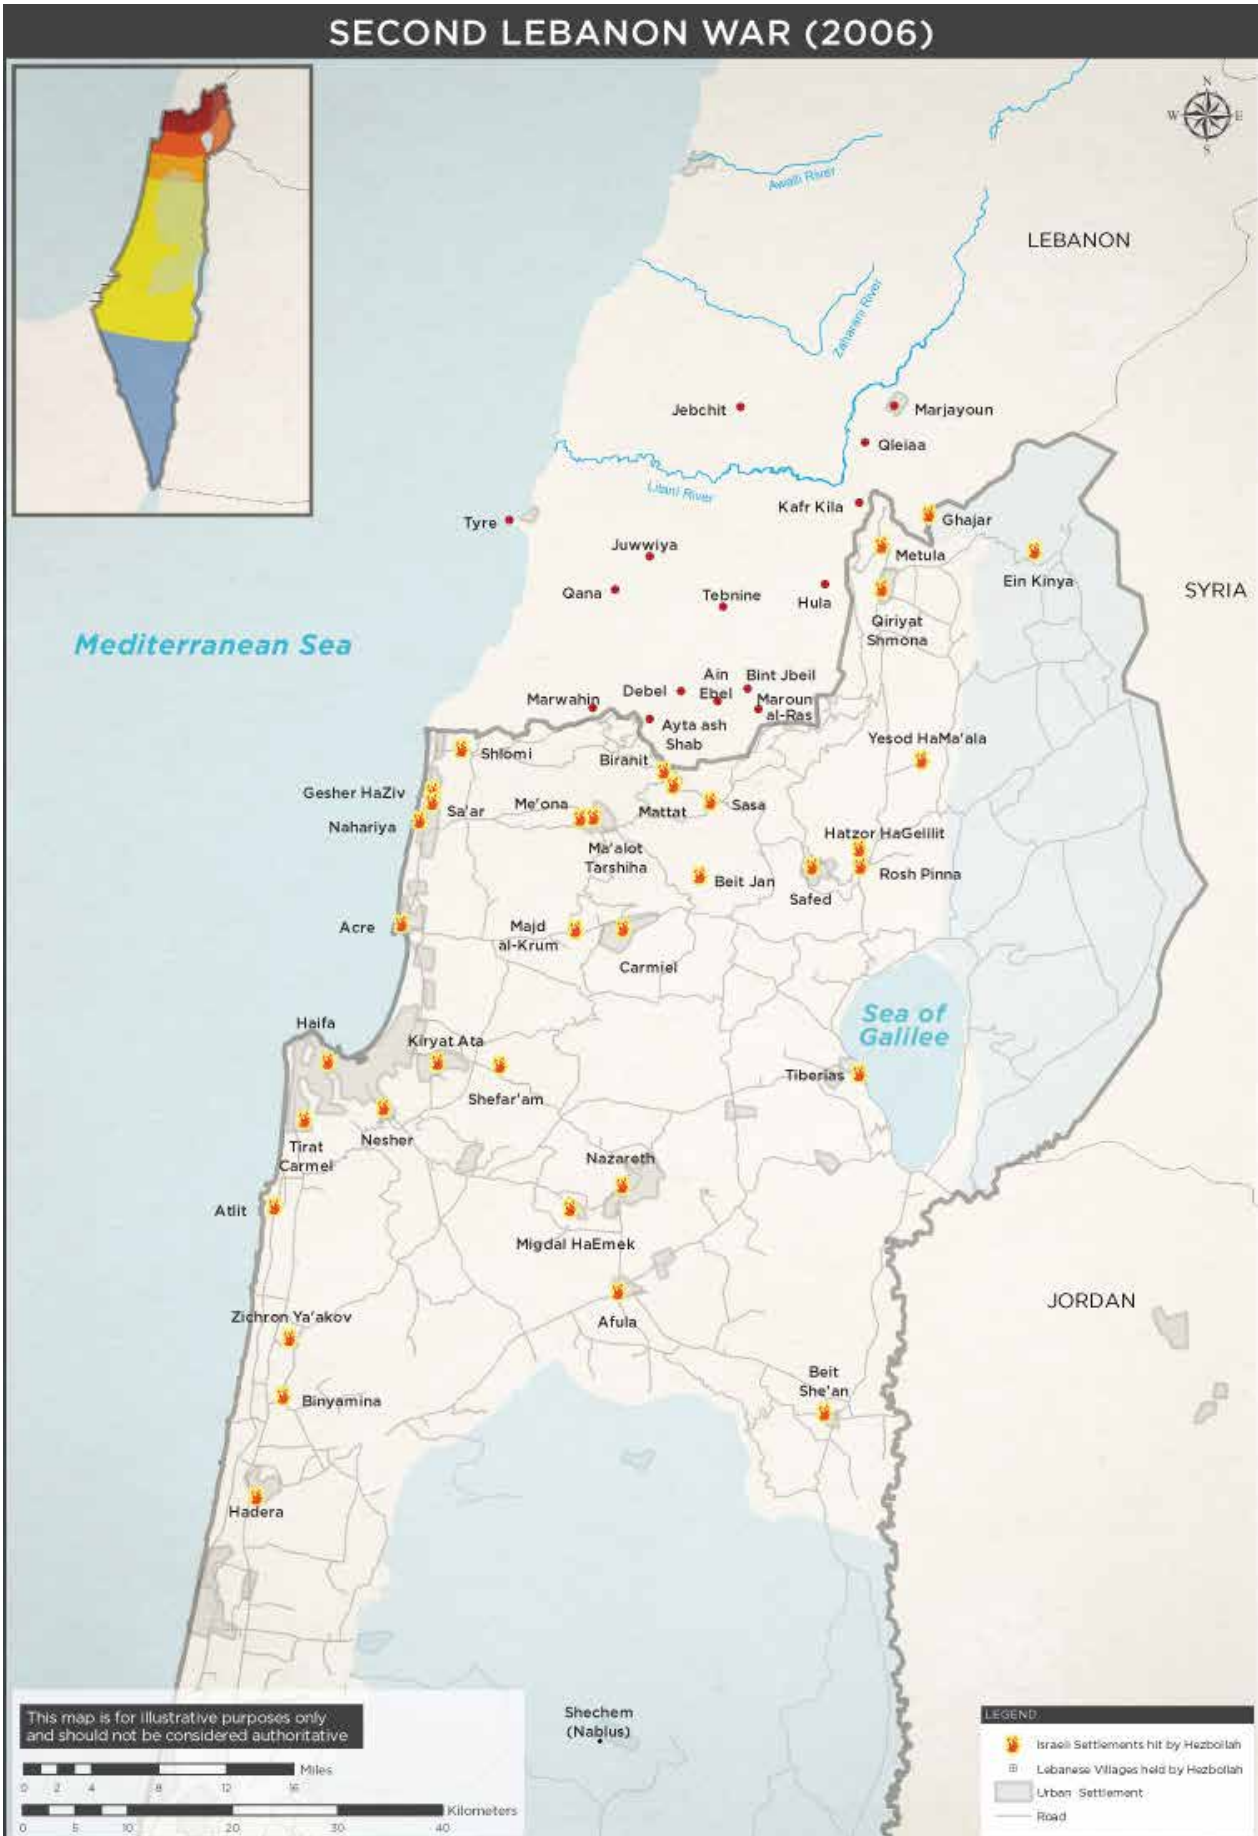 SECOND LEBANON WAR (2006)
N
W
E
S
Awalli River
LEBANON
Zaharani River
Jebchit
Marjayoun
Qleiaa
Litani River
Kafr Kila
Tyre
Ghajar
Juwwiya
Metula
Ein Kinya
Qana
Tebnine
Hula
SYRIA
Qiriyat
Shmona
Mediterranean Sea
Ain
Ebel
Bint Jbeil
Debel
Marwahin
Maroun
al-Ras
Ayta ash
Shab
Yesod HaMa'ala
Shlomi
Biranit
Gesher HaZiv
Sa'ar
Me'ona
Mattat
Sasa
Nahariya
Hatzor HaGelilit
Ma'alot
Tarshiha
Beit Jan
Rosh Pinna
Safed
Acre
Majd
al-Krum
Carmiel
Sea of
Galilee
Haifa
Kiryat Ata
Tiberias
Shefar'am
Nesher
Tirat
Carmel
Nazareth
Atlit
Migdal HaEmek
JORDAN
Zichron Ya'akov
Afula
Beit
She'an
Binyamina
Hadera
Shechem
(Nablus)
This map is for illustrative purposes only
and should not be considered authoritative
Miles
0 2 4 8 12 16
Kilometers
0 5 10 20 30 40
LEGEND
Israeli Settlements hit by Hezbollah
Lebanese Villages held by Hezbollah
Urban Settlement
Road